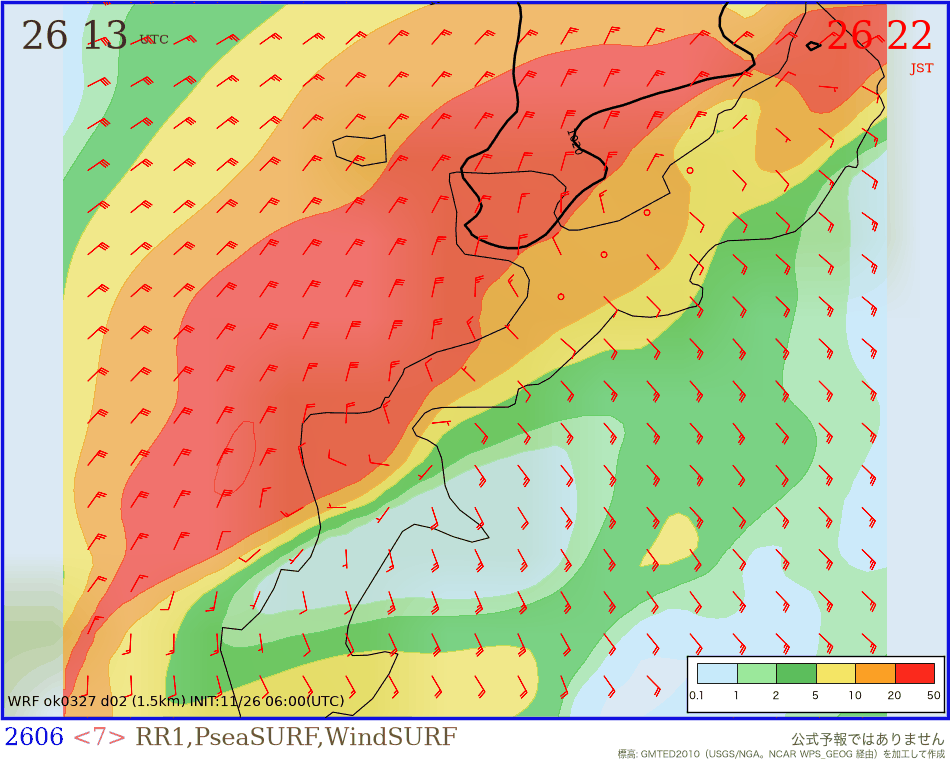 26 13 UTC
26 22
JST
1020
WRF ok0327 d02 (1.5km) INIT:11/26 06:00(UTC)
0.1 1 2 5 10 20 50
2606 <7> RR1,PseaSURF,WindSURF
公式予報ではありません
標高: GMTED2010（USGS/NGA。NCAR WPS_GEOG 経由）を加工して作成